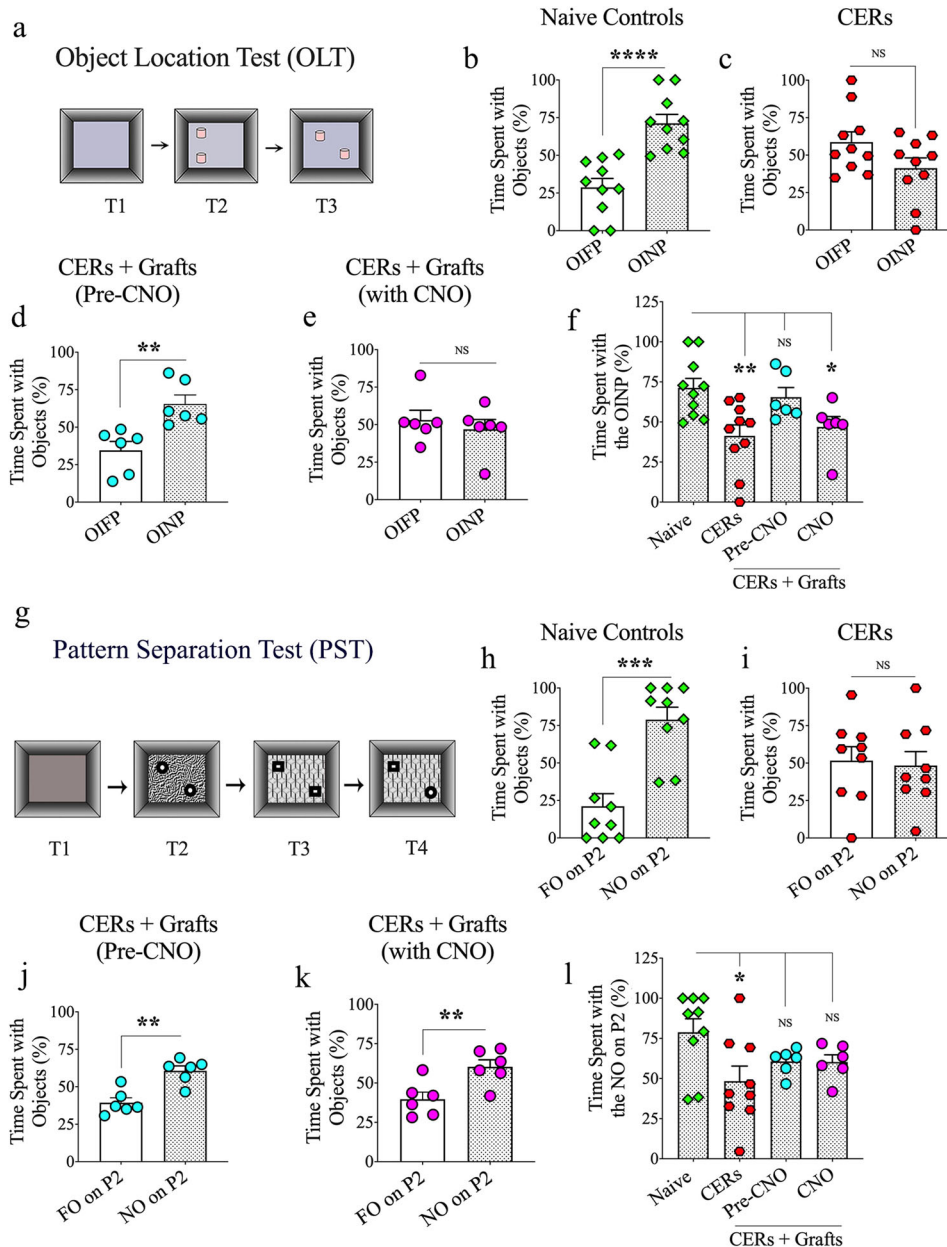 a
Object Location Test (OLT)
T1
T2
T3
Naive Controls
b
****
Time Spent with
Objects (%)
100
75
50
25
0
OIFP
OINP
CERs
c
NS
Time Spent with
Objects (%)
100
75
50
25
0
OIFP
OINP
CERs + Grafts
(Pre-CNO)
d
**
Time Spent with
Objects (%)
100
75
50
25
0
OIFP
OINP
CERs + Grafts
(with CNO)
e
NS
Time Spent with
Objects (%)
100
75
50
25
0
OIFP
OINP
f
**
NS
*
Time Spent with
the OINP (%)
125
100
75
50
25
0
Naive
CERs
Pre-CNO
CNO
CERs + Grafts
g
Pattern Separation Test (PST)
T1
T2
T3
T4
Naive Controls
h
***
Time Spent with
Objects (%)
100
75
50
25
0
FO on P2
NO on P2
CERs
i
NS
Time Spent with
Objects (%)
100
75
50
25
0
FO on P2
NO on P2
CERs + Grafts
(Pre-CNO)
j
**
Time Spent with
Objects (%)
100
75
50
25
0
FO on P2
NO on P2
CERs + Grafts
(with CNO)
k
**
Time Spent with
Objects (%)
100
75
50
25
0
FO on P2
NO on P2
l
*
NS
NS
Time Spent with
the NO on P2 (%)
125
100
75
50
25
0
Naive
CERs
Pre-CNO
CNO
CERs + Grafts